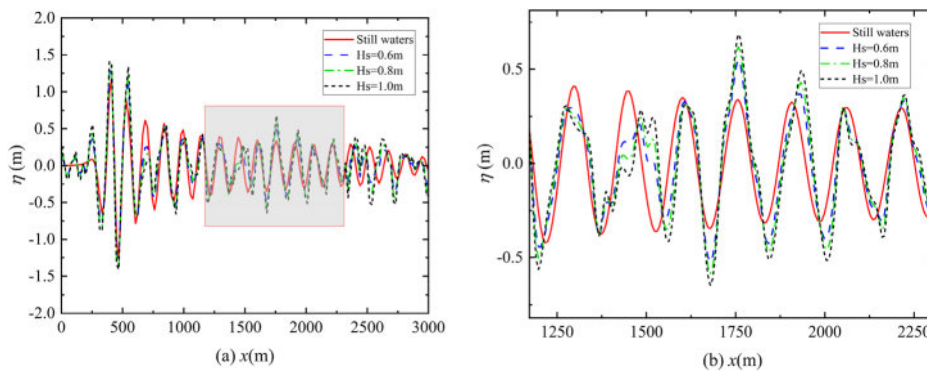 2.0
1.5
1.0
0.5
0.0
-0.5
-1.0
-1.5
-2.0
η (m)
Still waters
Hs=0.6m
Hs=0.8m
Hs=1.0m
0 500 1000 1500 2000 2500 3000
(a) x(m)
0.5
0.0
-0.5
η (m)
Still waters
Hs=0.6m
Hs=0.8m
Hs=1.0m
1250 1500 1750 2000 2250
(b) x(m)